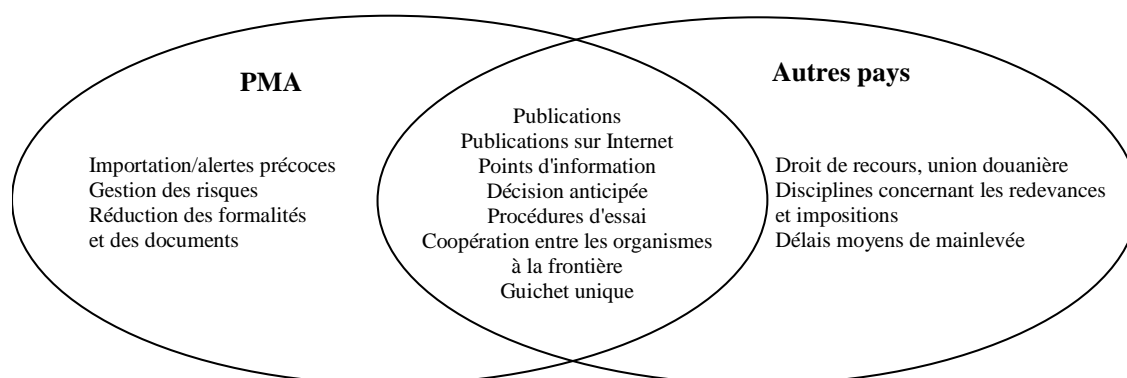 PMA
Importation/alertes précoces
Gestion des risques
Réduction des formalités
et des documents
Publications
Publications sur Internet
Points d'information
Décision anticipée
Procédures d'essai
Coopération entre les organismes
à la frontière
Guichet unique
Autres pays
Droit de recours, union douanière
Disciplines concernant les redevances
et impositions
Délais moyens de mainlevée